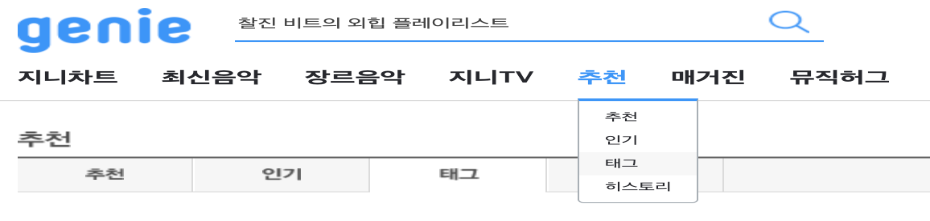 genie 찰진 비트의 외힙 플레이리스트
지니차트 최신음악 장르음악 지니TV 추천 매거진 뮤직허그
추천
인기
태그
히스토리
추천
추천 인기 태그